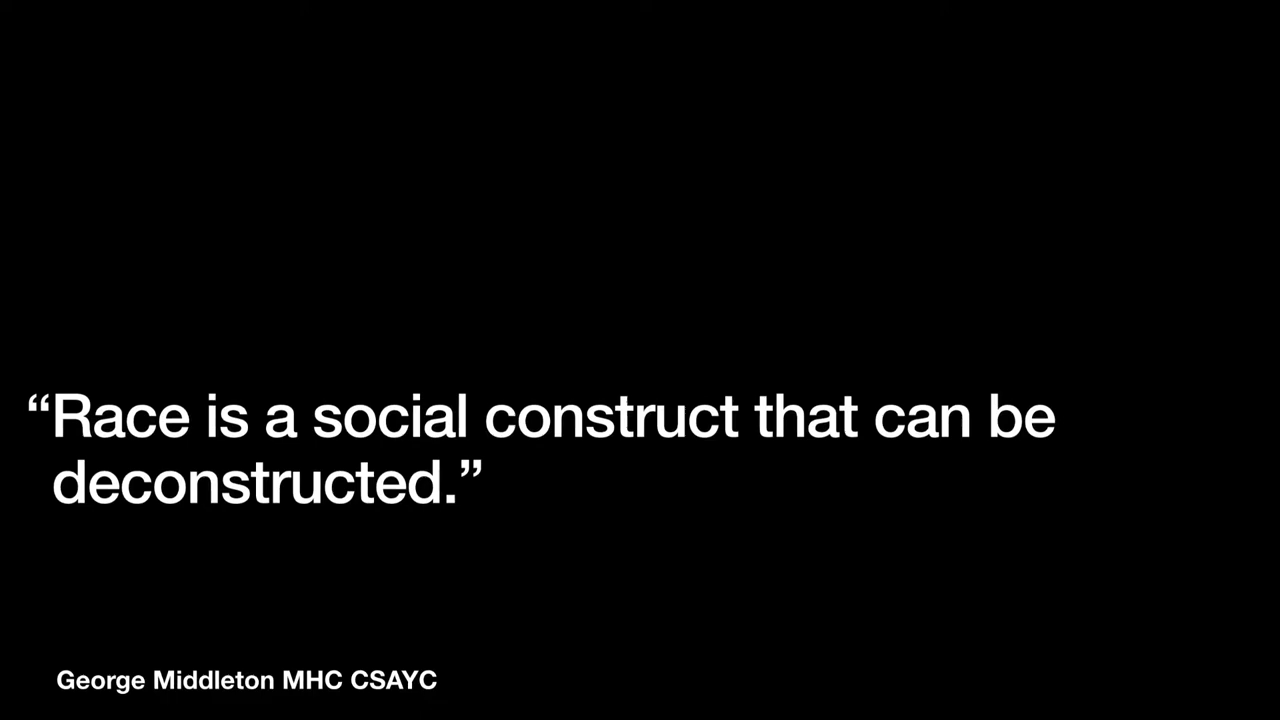 “Race is a social construct that can be
deconstructed.”
George Middleton MHC CSAYC